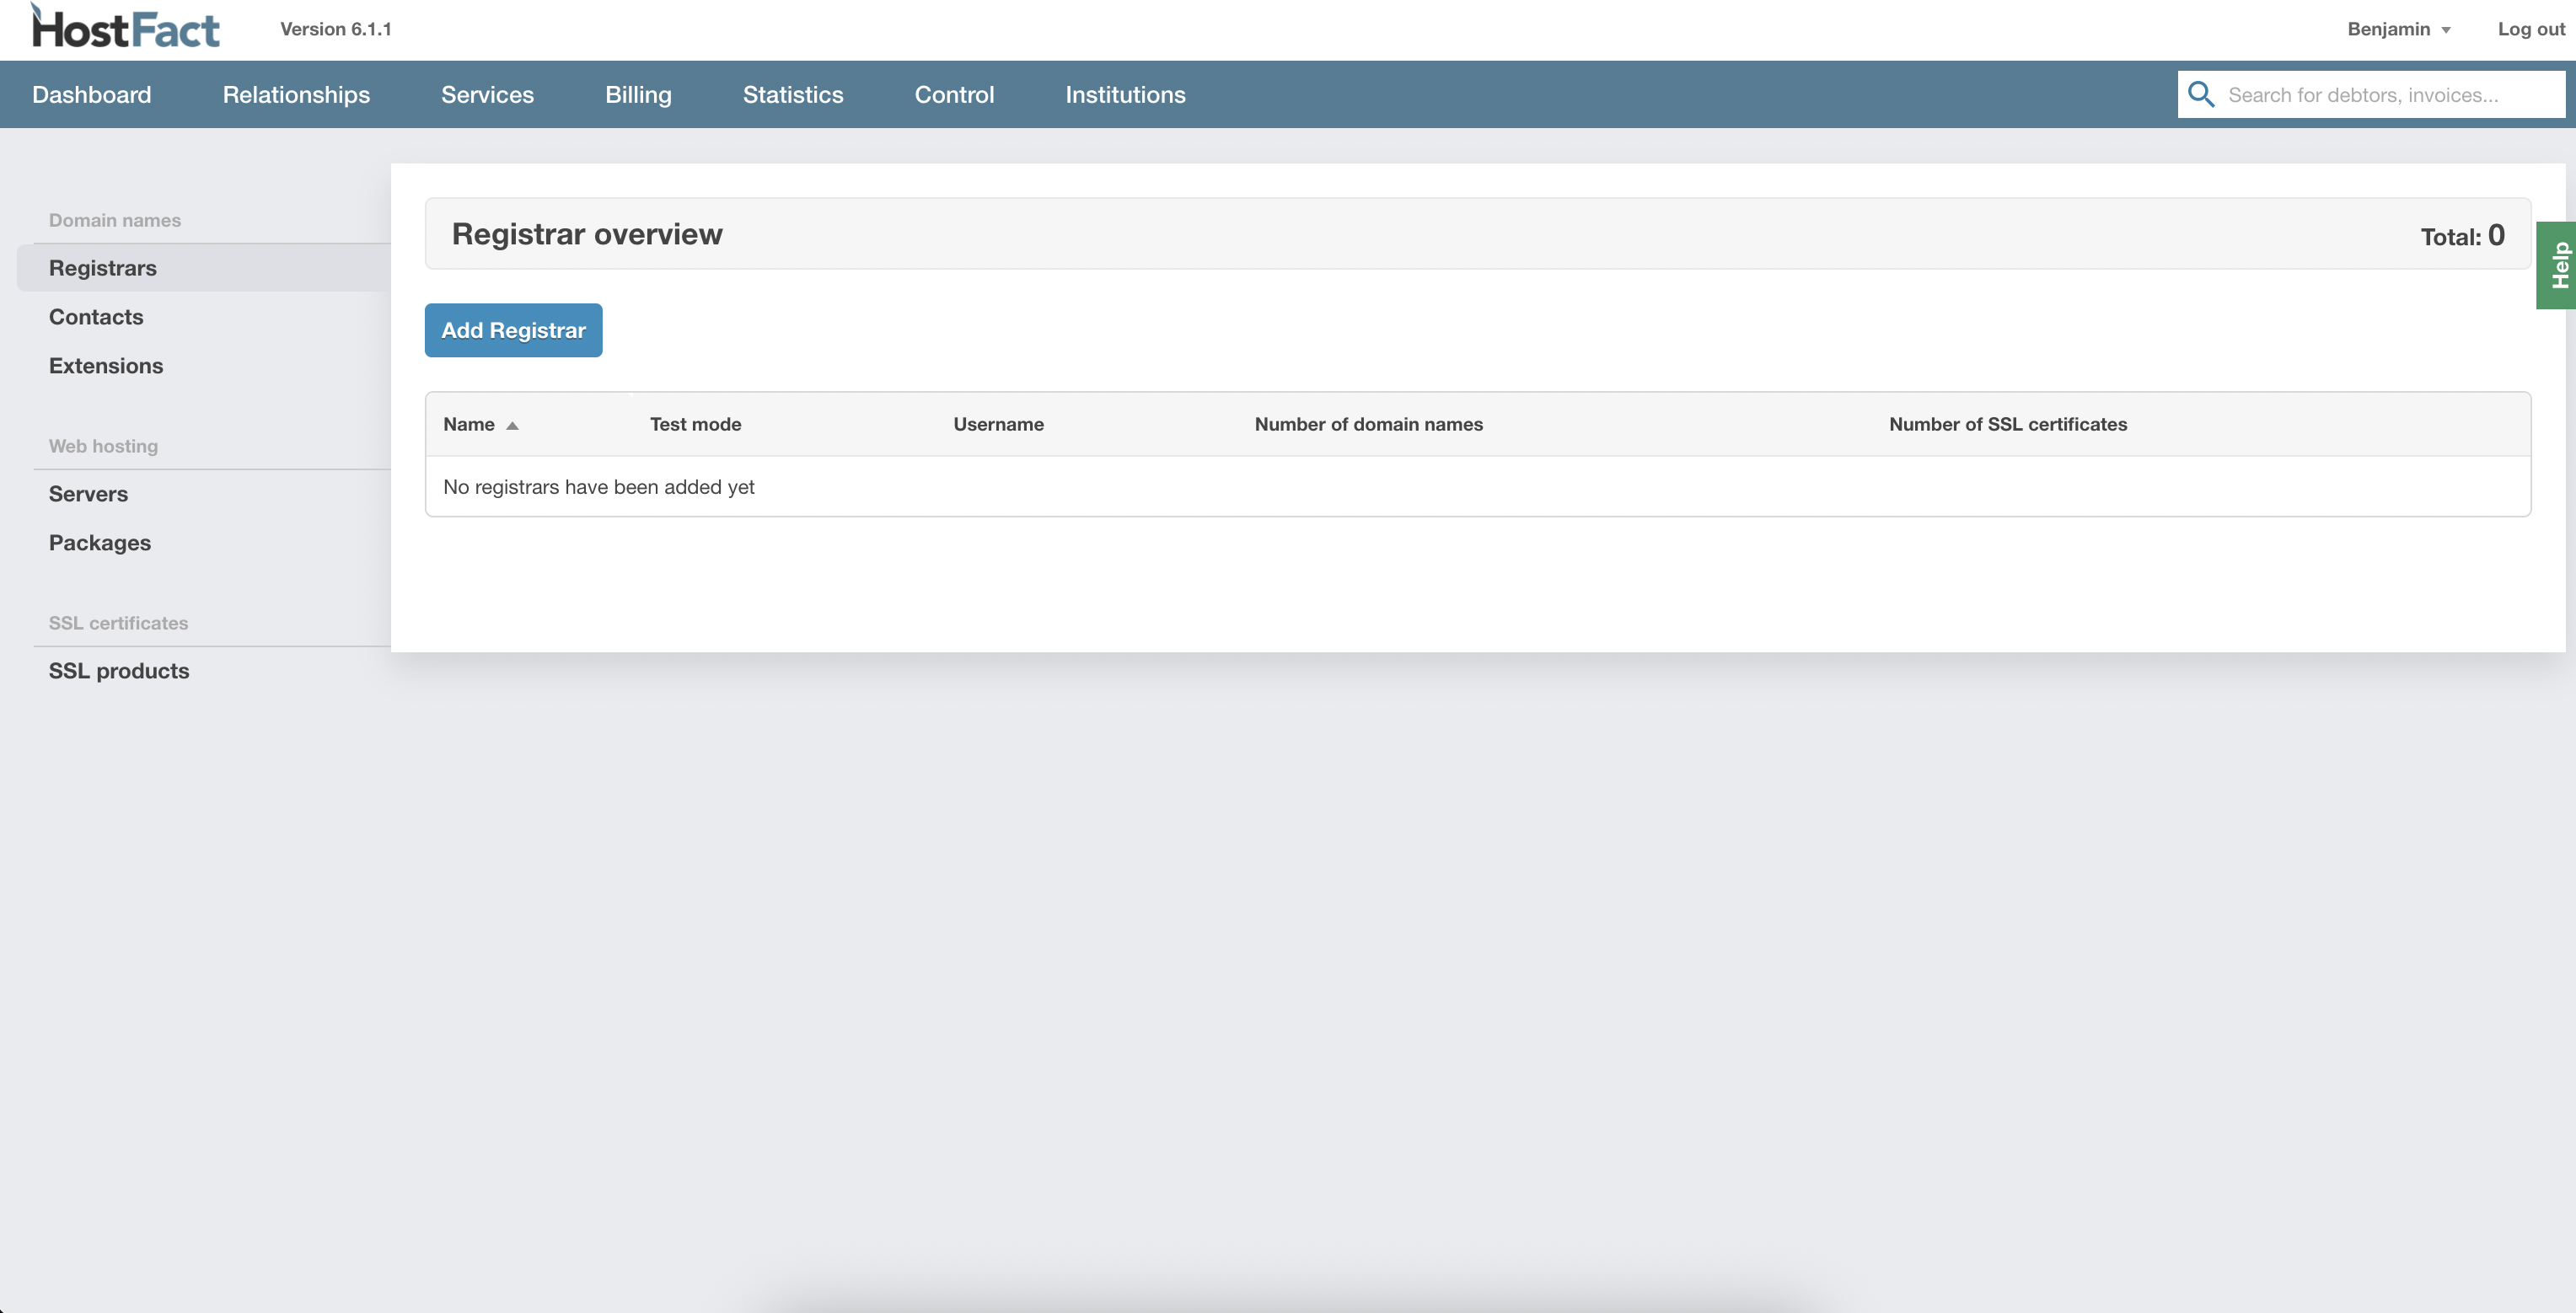 HostFact Version 6.1.1 Benjamin Log out
Dashboard Relationships Services Billing Statistics Control Institutions Search for debtors, invoices...
Domain names
Registrars
Contacts
Extensions
Web hosting
Servers
Packages
SSL certificates
SSL products
Registrar overview Total: 0
Help
Add Registrar
Name Test mode Username Number of domain names Number of SSL certificates
No registrars have been added yet